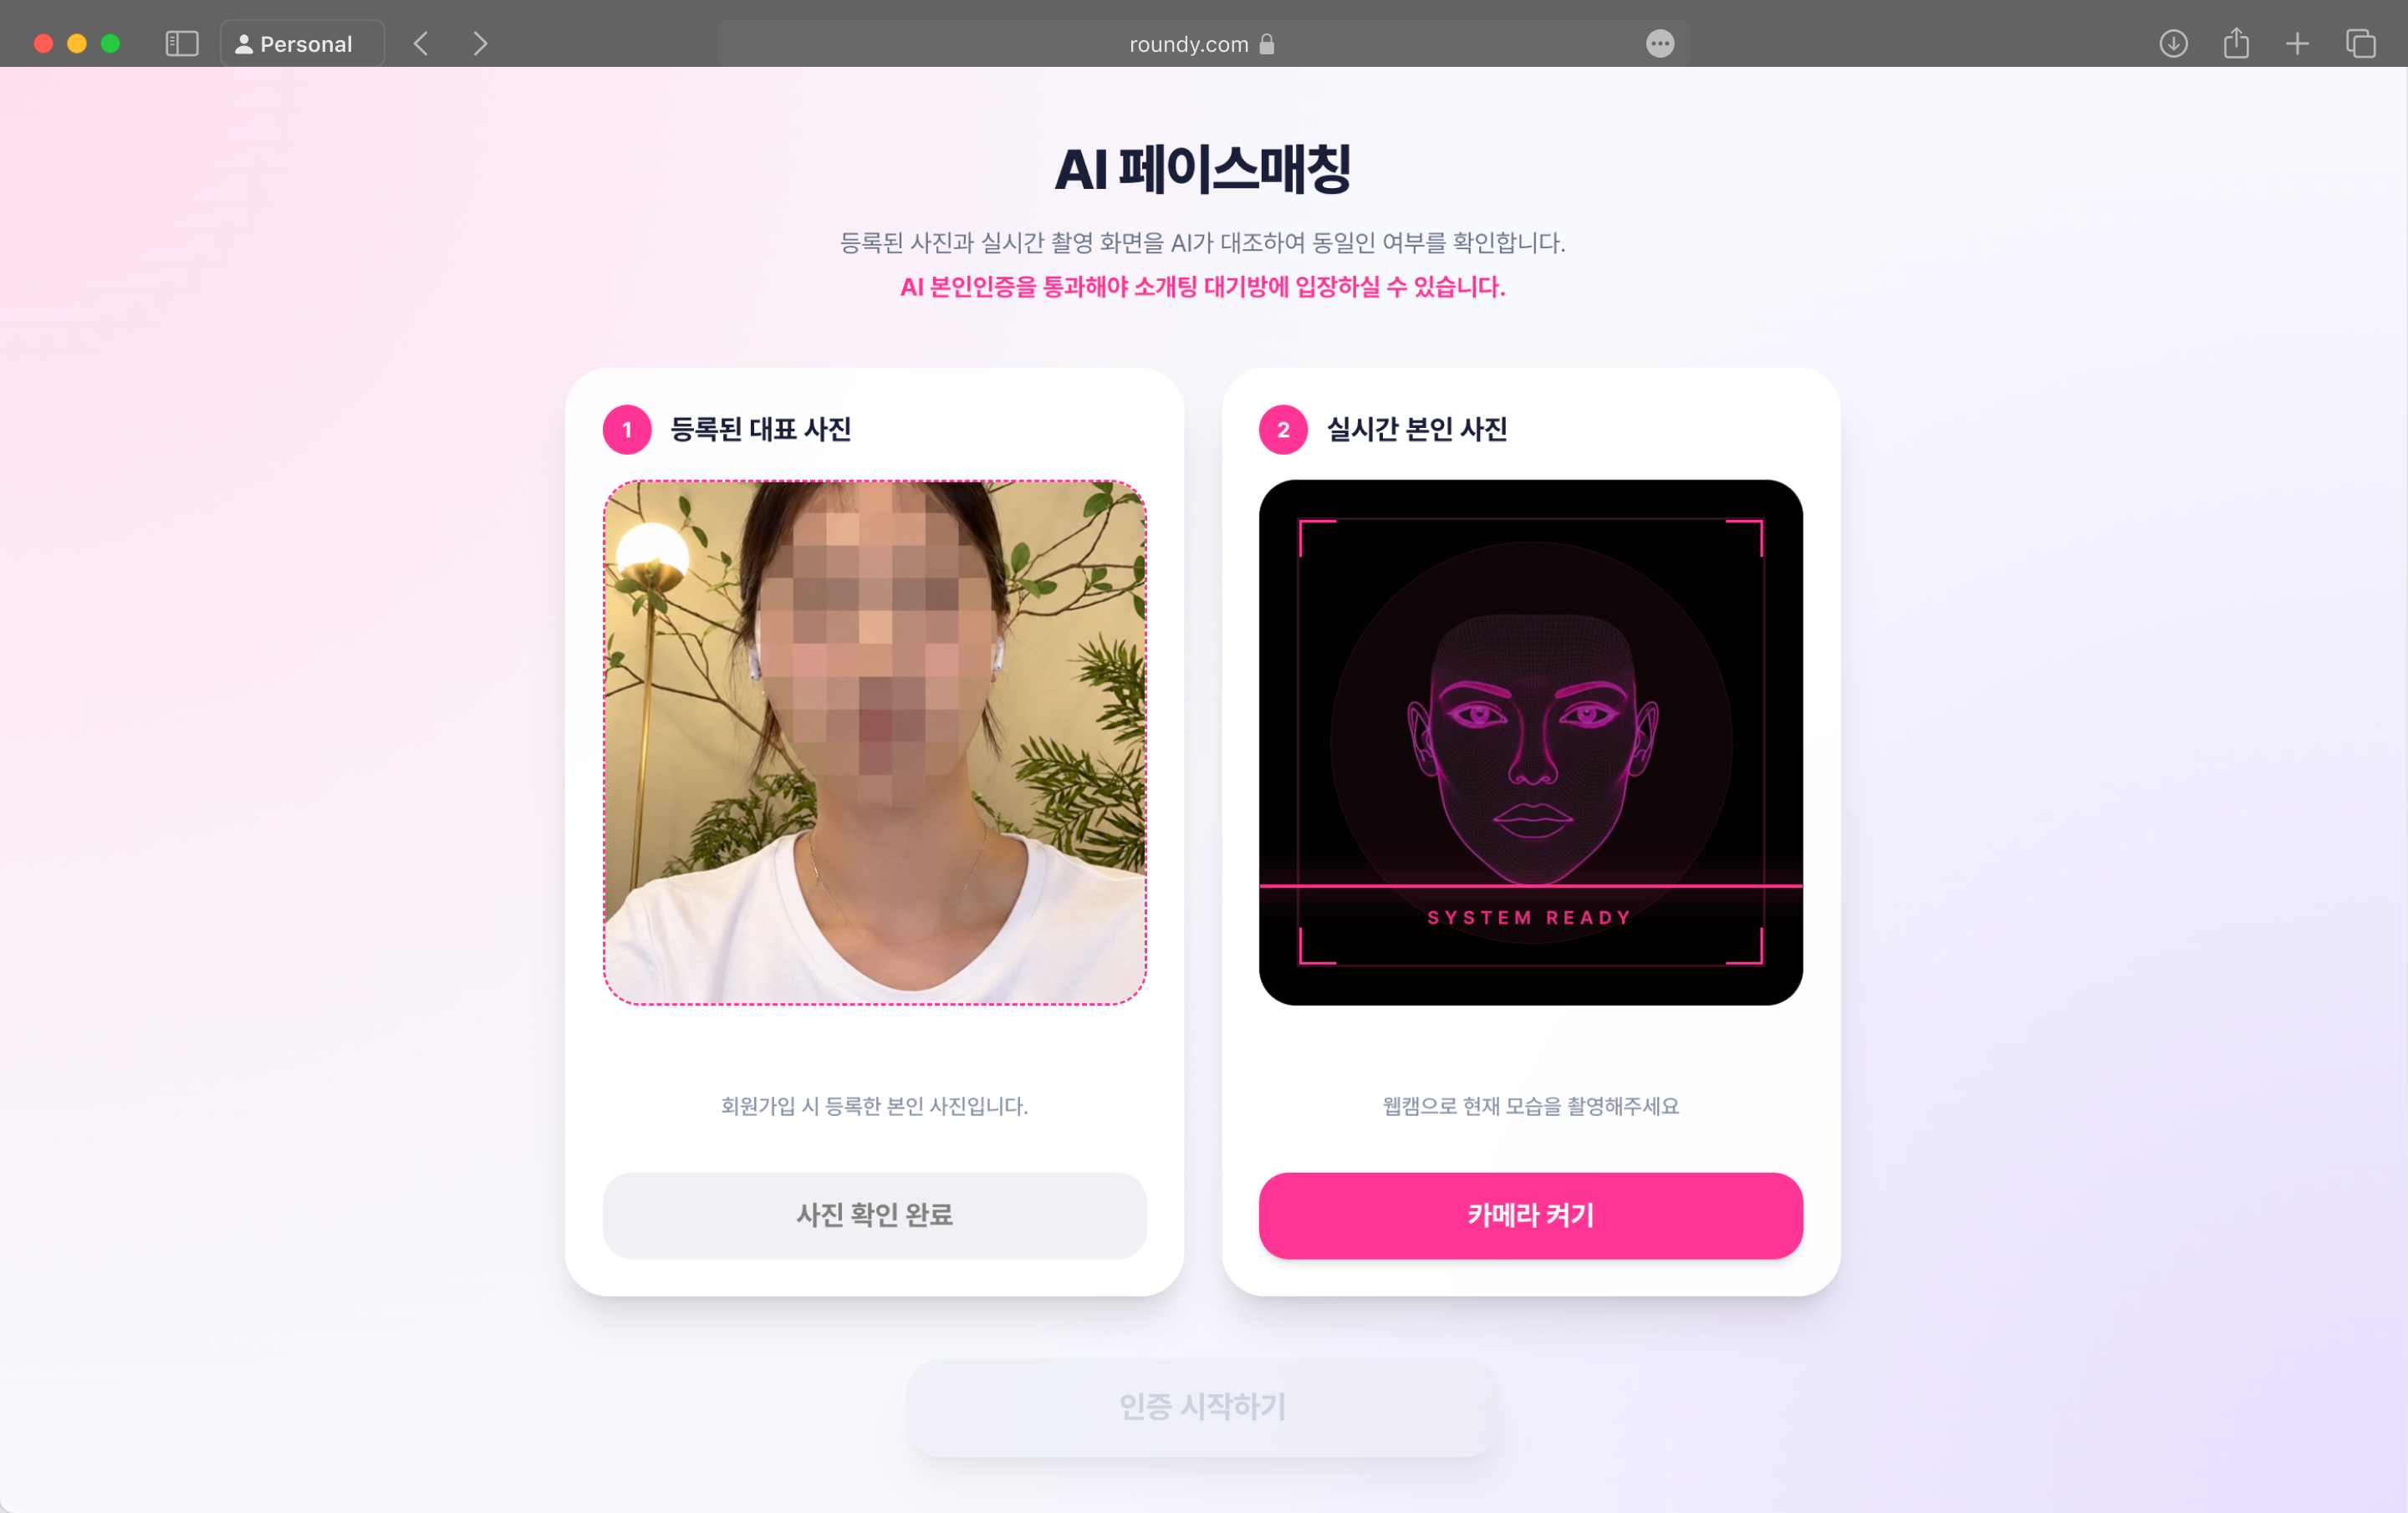 Personal
roundy.com
AI 페이스매칭
등록된 사진과 실시간 촬영 화면을 AI가 대조하여 동일인 여부를 확인합니다.
AI 본인인증을 통과해야 소개팅 대기방에 입장하실 수 있습니다.
1 등록된 대표 사진
2 실시간 본인 사진
SYSTEM READY
회원가입 시 등록한 본인 사진입니다.
웹캠으로 현재 모습을 촬영해주세요
사진 확인 완료
카메라 켜기
인증 시작하기